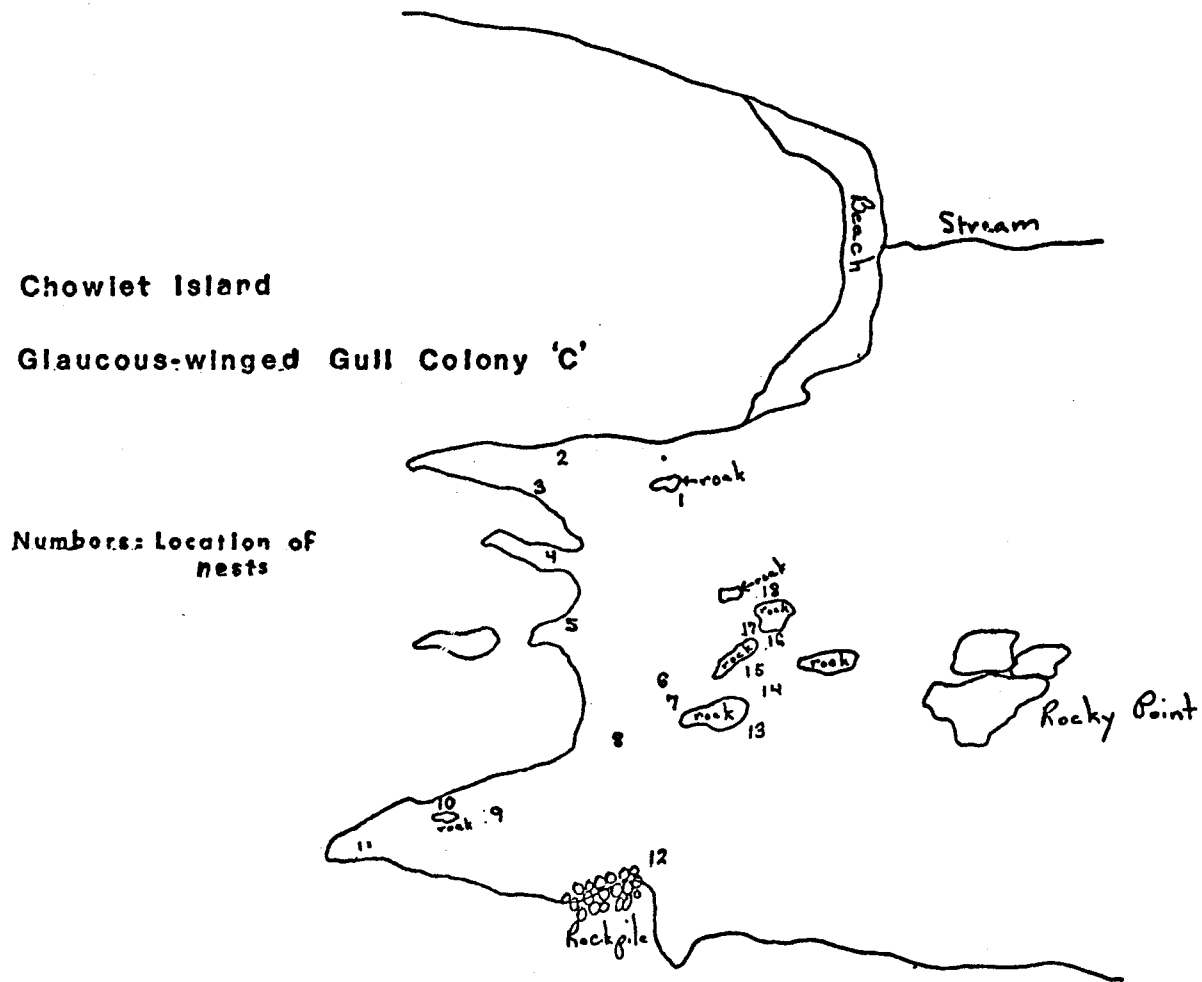 Beach
Stream
Chowiet Island
Glaucous-winged Gull Colony 'C'
2
rock
1
3
Numbers: Location of
nests
4
rock
18
rock
5
17
16
rock
15
rock
6
14
7
rock
13
Rocky Point
8
10
9
rock
11
12
Rockpile